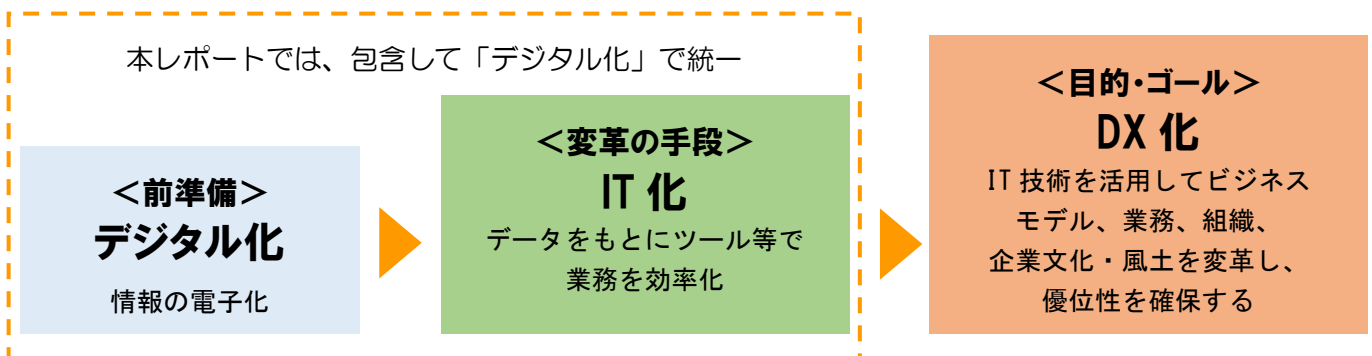 本レポートでは、包含して「デジタル化」で統一
＜前準備＞
デジタル化
情報の電子化
＜変革の手段＞
IT 化
データをもとにツール等で
業務を効率化
＜目的・ゴール＞
DX 化
IT 技術を活用してビジネス
モデル、業務、組織、
企業文化・風土を変革し、
優位性を確保する